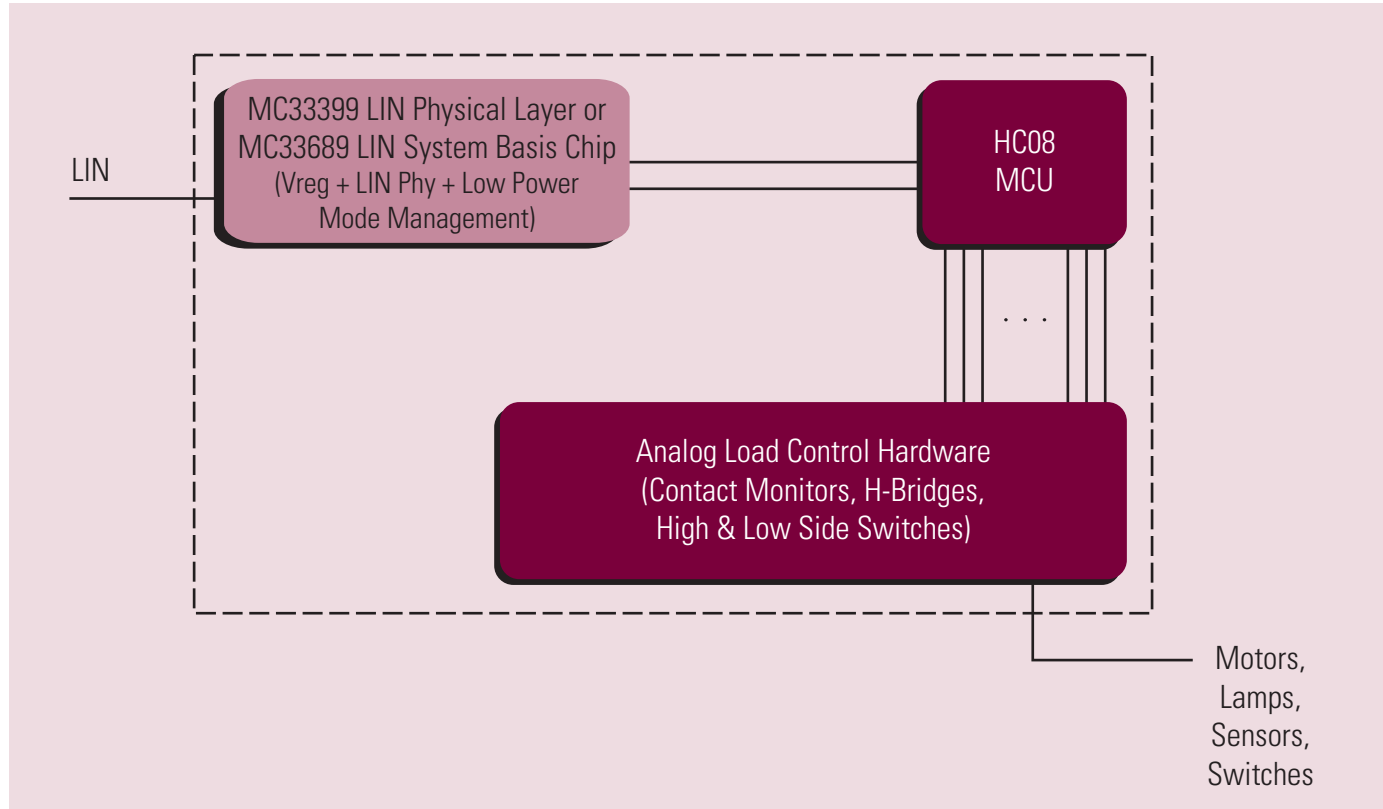 LIN
MC33399 LIN Physical Layer or
MC33689 LIN System Basis Chip
(Vreg + LIN Phy + Low Power
Mode Management)
HC08
MCU
. . .
Analog Load Control Hardware
(Contact Monitors, H-Bridges,
High & Low Side Switches)
Motors,
Lamps,
Sensors,
Switches